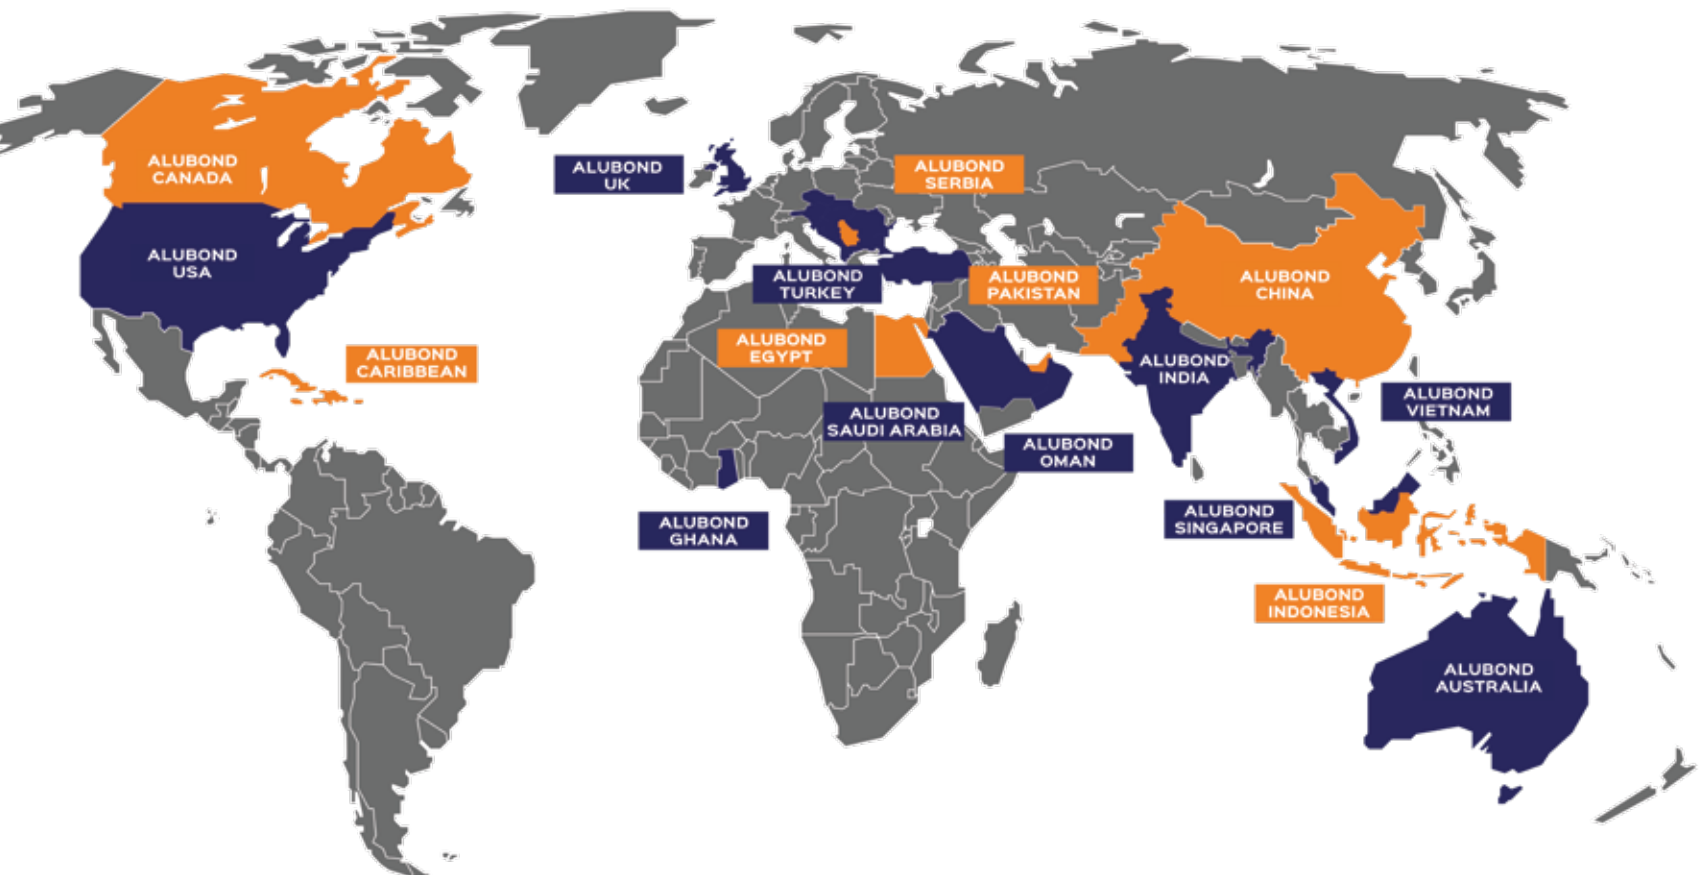 ALUBOND
CANADA
ALUBOND
USA
ALUBOND
CARIBBEAN
ALUBOND
UK
ALUBOND
SERBIA
ALUBOND
TURKEY
ALUBOND
PAKISTAN
ALUBOND
CHINA
ALUBOND
EGYPT
ALUBOND
INDIA
ALUBOND
SAUDI ARABIA
ALUBOND
OMAN
ALUBOND
VIETNAM
ALUBOND
GHANA
ALUBOND
SINGAPORE
ALUBOND
INDONESIA
ALUBOND
AUSTRALIA